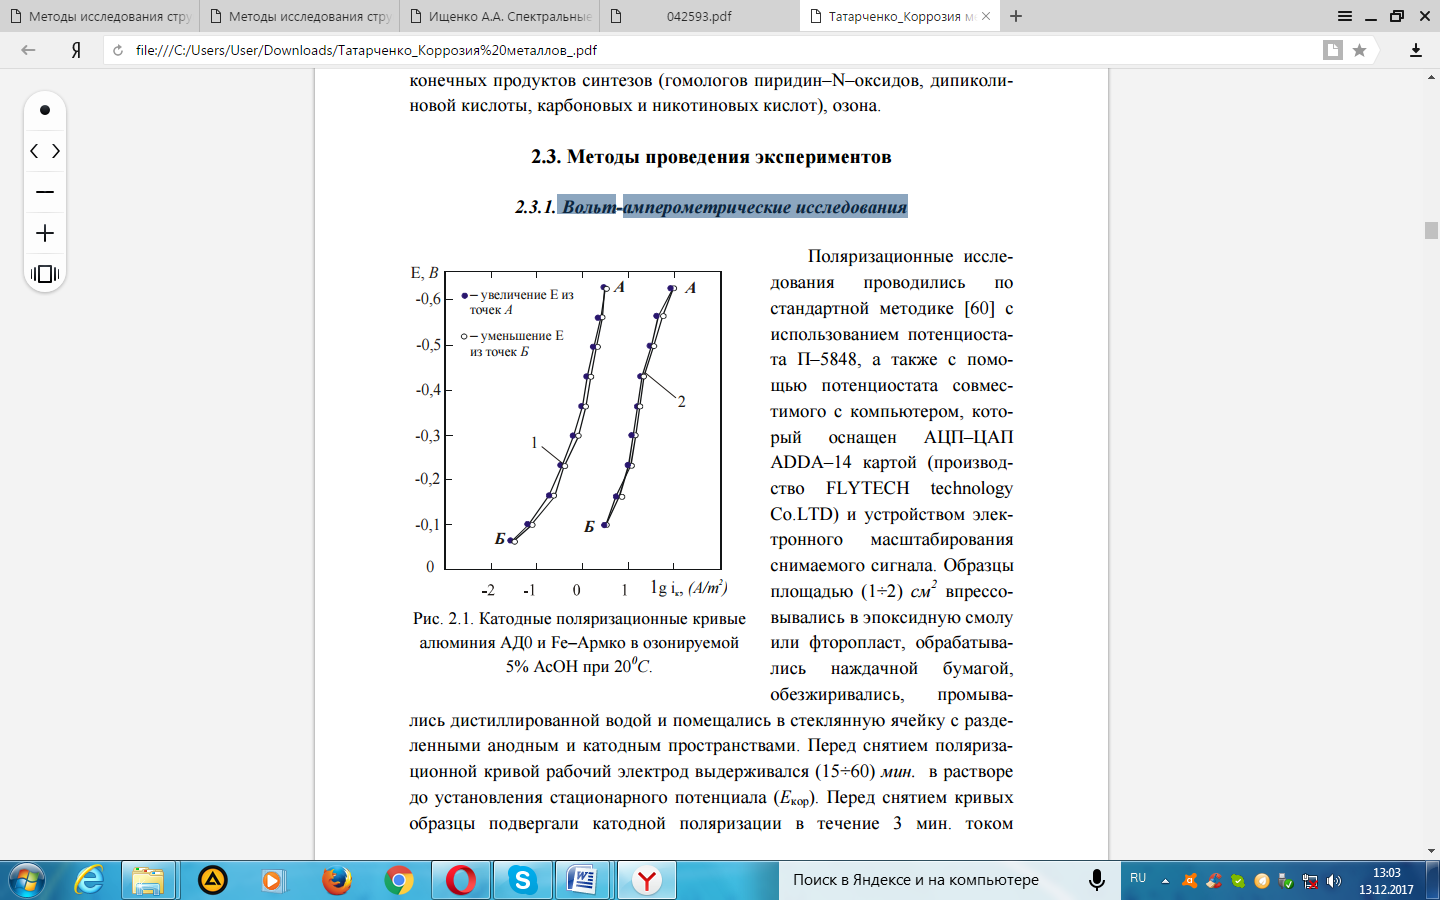 Методы исследования стру
Методы исследования стру
Ищенко А.А. Спектральные
042593.pdf
Татарченко_Коррозия м
file:///C:/Users/User/Downloads/Татарченко_Коррозия%20металлов_.pdf
конечных продуктов синтезов (гомологов пиридин–N–оксидов, дипиколи-
новой кислоты, карбоновых и никотиновых кислот), озона.
2.3. Методы проведения экспериментов
2.3.1. Вольт-амперометрические исследования
E, В
-0,6
-0,5
-0,4
-0,3
-0,2
-0,1
0
– увеличение E из
точек А
– уменьшение E
из точек Б
А
А
1
2
Б
Б
-2 -1 0 1 lg iк, (А/m²)
Рис. 2.1. Катодные поляризационные кривые
алюминия АД0 и Fe–Армко в озонируемой
5% AcOH при 20⁰С.
Поляризационные иссле-
дования проводились по
стандартной методике [60] с
использованием потенциоста-
та П–5848, а также с помо-
щью потенциостата совмес-
тимого с компьютером, кото-
рый оснащен АЦП–ЦАП
ADDA–14 картой (производ-
ство FLYTECH technology
Co.LTD) и устройством элек-
тронного масштабирования
снимаемого сигнала. Образцы
площадью (1÷2) см² впрессо-
вывались в эпоксидную смолу
или фторопласт, обрабатыва-
лись наждачной бумагой,
обезжиривались, промыва-
лись дистиллированной водой и помещались в стеклянную ячейку с разде-
ленными анодным и катодным пространствами. Перед снятием поляриза-
ционной кривой рабочий электрод выдерживался (15÷60) мин. в растворе
до установления стационарного потенциала (Eкор). Перед снятием кривых
образцы подвергали катодной поляризации в течение 3 мин. током
Поиск в Яндексе и на компьютере
RU
13:03
13.12.2017